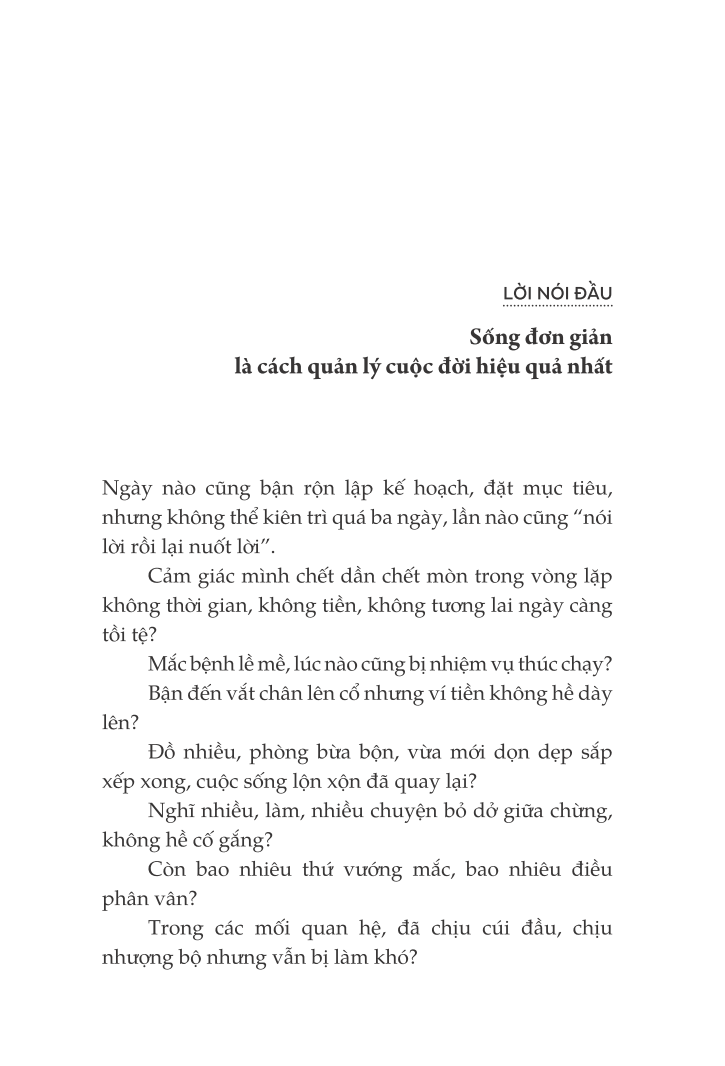 LỜI NÓI ĐẦU
Sống đơn giản
là cách quản lý cuộc đời hiệu quả nhất
Ngày nào cũng bận rộn lập kế hoạch, đặt mục tiêu,
nhưng không thể kiên trì quá ba ngày, lần nào cũng “nói
lời rồi lại nuốt lời”.
Cảm giác mình chết dần chết mòn trong vòng lặp
không thời gian, không tiền, không tương lai ngày càng
tồi tệ?
Mắc bệnh lề mề, lúc nào cũng bị nhiệm vụ thúc chạy?
Bận đến vắt chân lên cổ nhưng ví tiền không hề dày
lên?
Đồ nhiều, phòng bừa bộn, vừa mới dọn dẹp sắp
xếp xong, cuộc sống lộn xộn đã quay lại?
Nghĩ nhiều, làm, nhiều chuyện bỏ dở giữa chừng,
không hề cố gắng?
Còn bao nhiêu thứ vướng mắc, bao nhiêu điều
phân vân?
Trong các mối quan hệ, đã chịu cúi đầu, chịu
nhượng bộ nhưng vẫn bị làm khó?